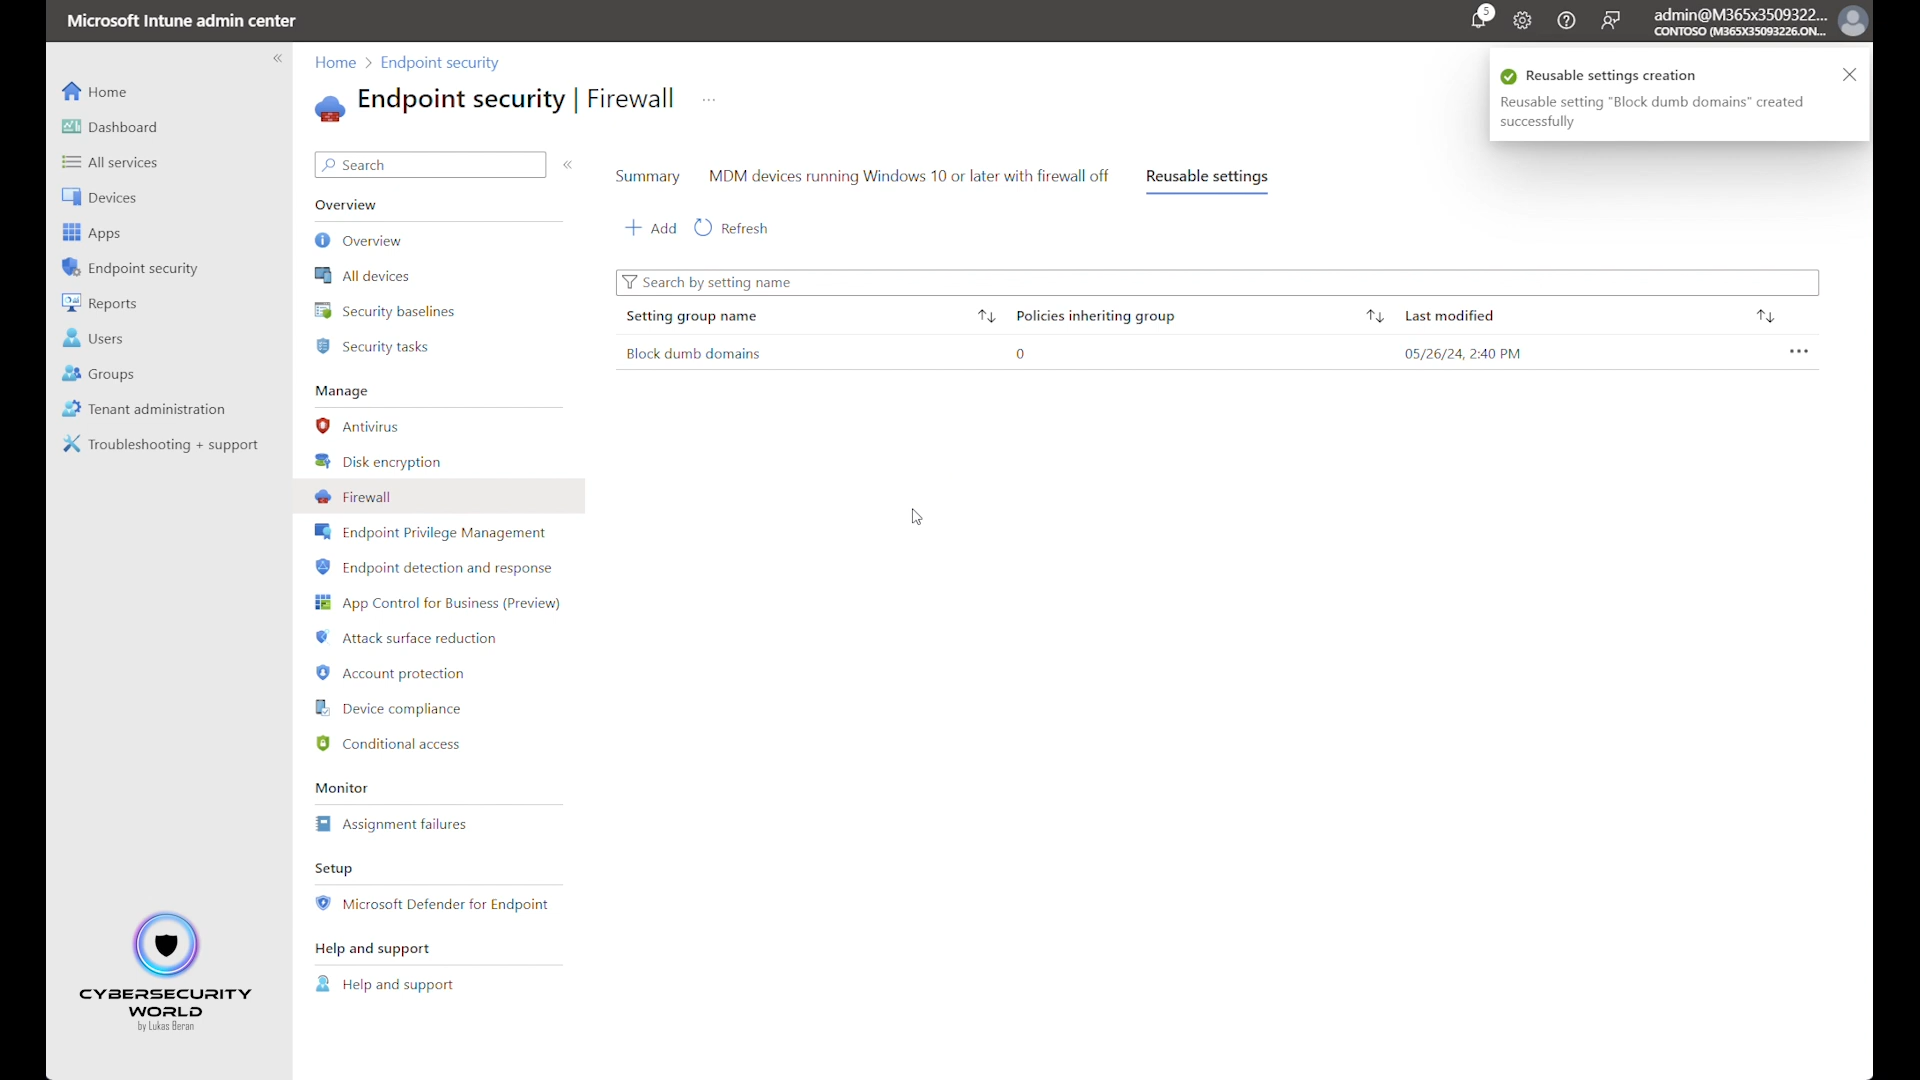 Microsoft Intune admin center
5
admin@M365x3509322...
CONTOSO (M365X35093226.ON...
Home
Dashboard
All services
Devices
Apps
Endpoint security
Reports
Users
Groups
Tenant administration
Troubleshooting + support
CYBERSECURITY
WORLD
by Lukas Beran
Home > Endpoint security
Endpoint security | Firewall ...
Search
Overview
Overview
All devices
Security baselines
Security tasks
Manage
Antivirus
Disk encryption
Firewall
Endpoint Privilege Management
Endpoint detection and response
App Control for Business (Preview)
Attack surface reduction
Account protection
Device compliance
Conditional access
Monitor
Assignment failures
Setup
Microsoft Defender for Endpoint
Help and support
Help and support
Summary MDM devices running Windows 10 or later with firewall off Reusable settings
Add Refresh
Search by setting name
Setting group name Policies inheriting group Last modified
Block dumb domains 0 05/26/24, 2:40 PM
Reusable settings creation
Reusable setting "Block dumb domains" created
successfully